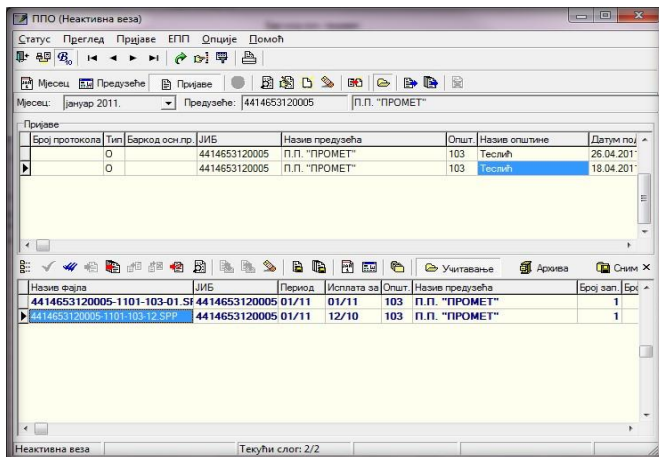 ППО (Неактивна веза)
Статус Преглед Пријаве ЕПП Опције Помоћ
Мјесец Предузеће Пријаве
Мјесец: јануар 2011. Предузеће: 4414653120005 П.П. "ПРОМЕТ"
Пријаве
Број протокола Тип Баркод осн.пр. ЈИБ Назив предузећа Општ. Назив општине Датум под
О 4414653120005 П.П. "ПРОМЕТ" 103 Теслић 26.04.201
О 4414653120005 П.П. "ПРОМЕТ" 103 Теслић 18.04.201
Учитавање Архива Сним
Назив фајла ЈИБ Период Исплата за Општ. Назив предузећа Број зап. Бро
4414653120005-1101-103-01.SF 4414653120005 01/11 01/11 103 П.П. "ПРОМЕТ" 1
4414653120005-1101-103-12.SPP 4414653120005 01/11 12/10 103 П.П. "ПРОМЕТ" 1
Неактивна веза Текући слог: 2/2